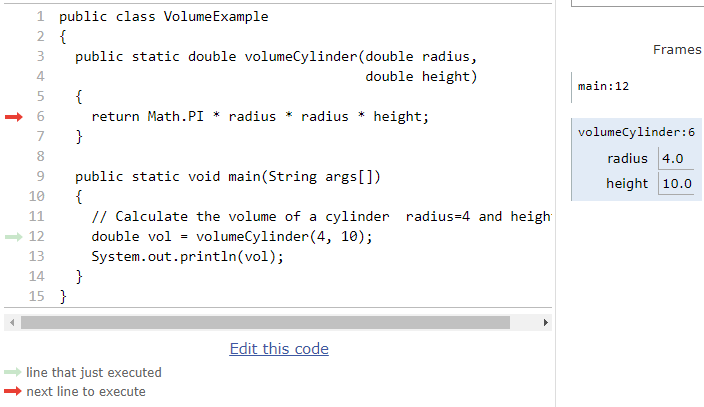 1 public class VolumeExample
2 {
3 public static double volumeCylinder(double radius,
4 double height)
5 {
6 return Math.PI * radius * radius * height;
7 }
8
9 public static void main(String args[])
10 {
11 // Calculate the volume of a cylinder  radius=4 and heigh
12 double vol = volumeCylinder(4, 10);
13 System.out.println(vol);
14 }
15 }
Edit this code
line that just executed
next line to execute
Frames
main:12
volumeCylinder:6
radius 4.0
height 10.0